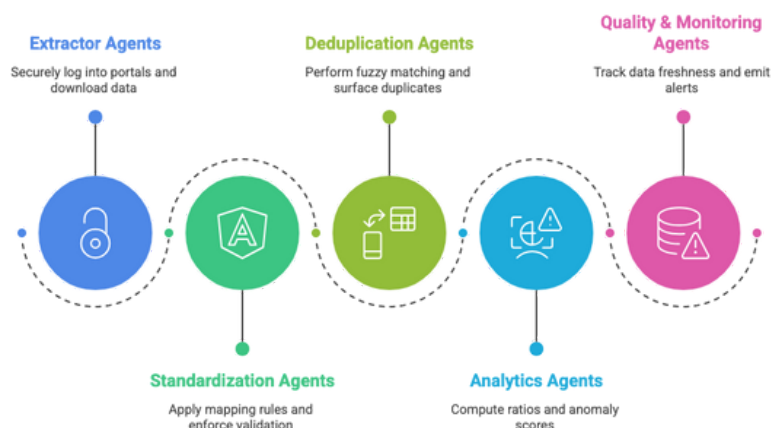 Extractor Agents
Securely log into portals and
download data
Standardization Agents
Apply mapping rules and
enforce validation
Deduplication Agents
Perform fuzzy matching and
surface duplicates
Analytics Agents
Compute ratios and anomaly
scores
Quality & Monitoring
Agents
Track data freshness and emit
alerts